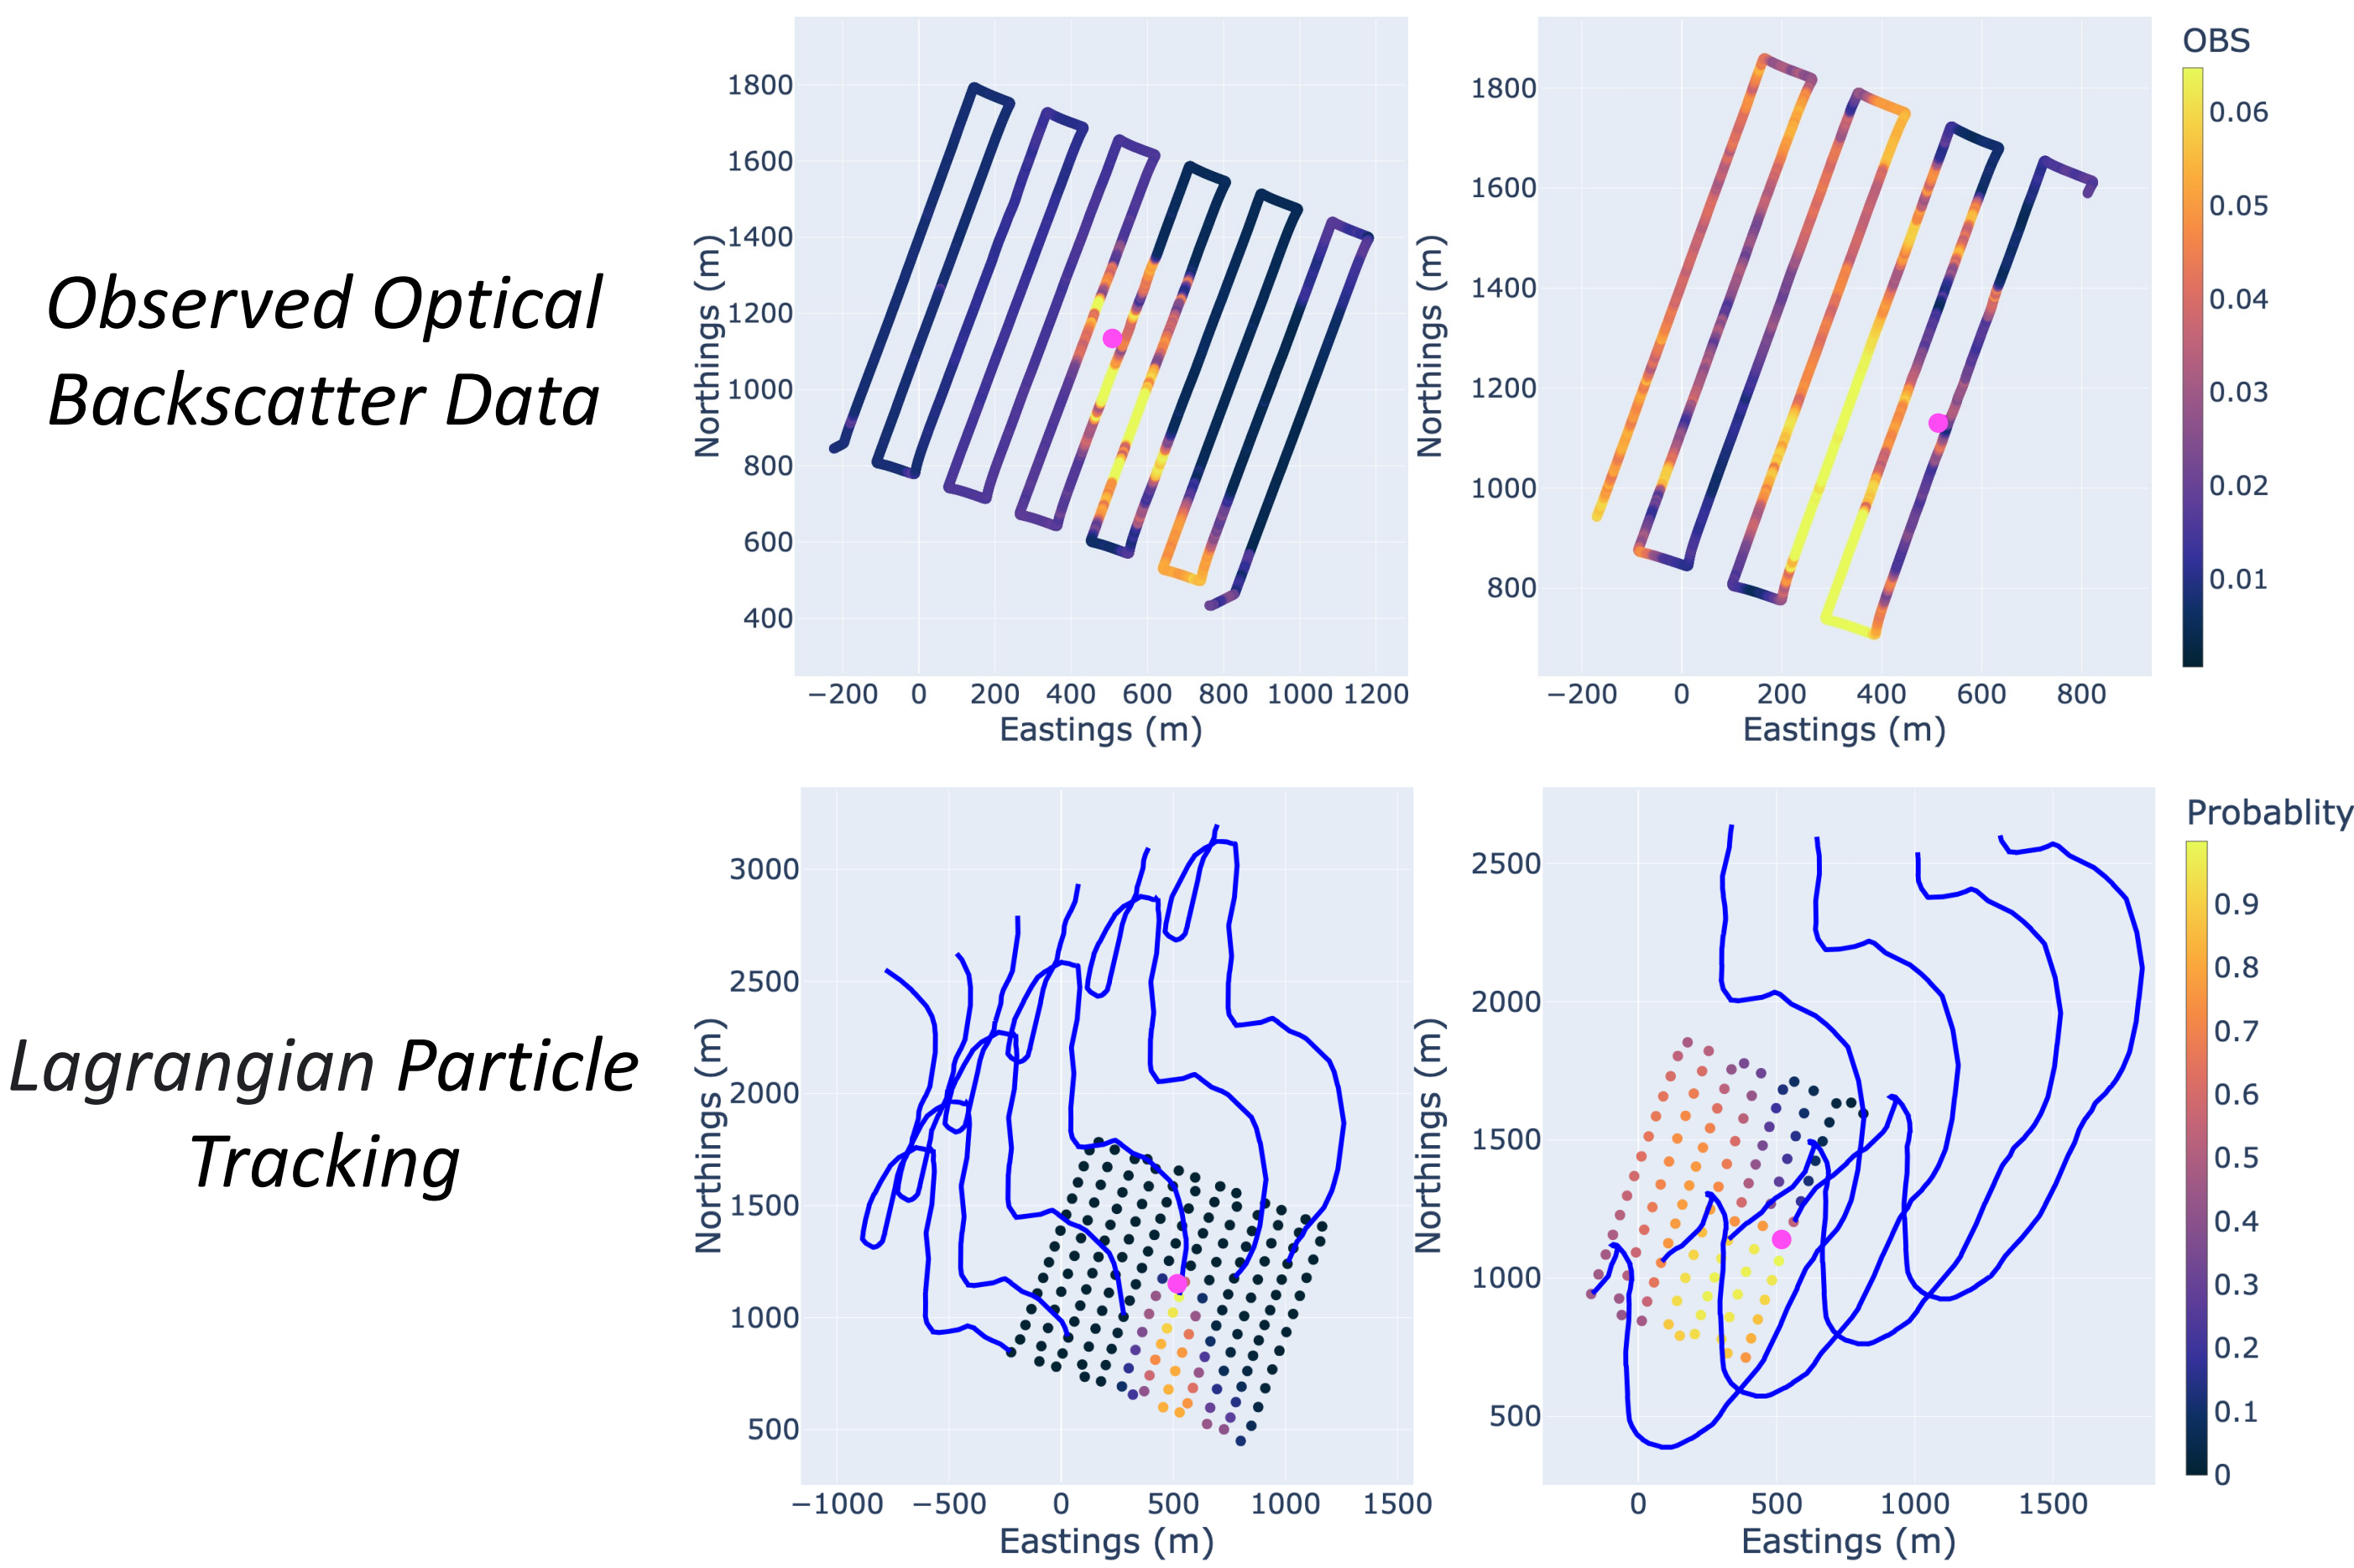 Observed Optical
Backscatter Data
Northings (m)
1800
1600
1400
1200
1000
800
600
400
−200 0 200 400 600 800 1000 1200
Eastings (m)
Northings (m)
1800
1600
1400
1200
1000
800
−200 0 200 400 600 800
Eastings (m)
OBS
0.06
0.05
0.04
0.03
0.02
0.01
Lagrangian Particle
Tracking
Northings (m)
3000
2500
2000
1500
1000
500
−1000 −500 0 500 1000 1500
Eastings (m)
Northings (m)
2500
2000
1500
1000
500
0 500 1000 1500
Eastings (m)
Probablity
0.9
0.8
0.7
0.6
0.5
0.4
0.3
0.2
0.1
0